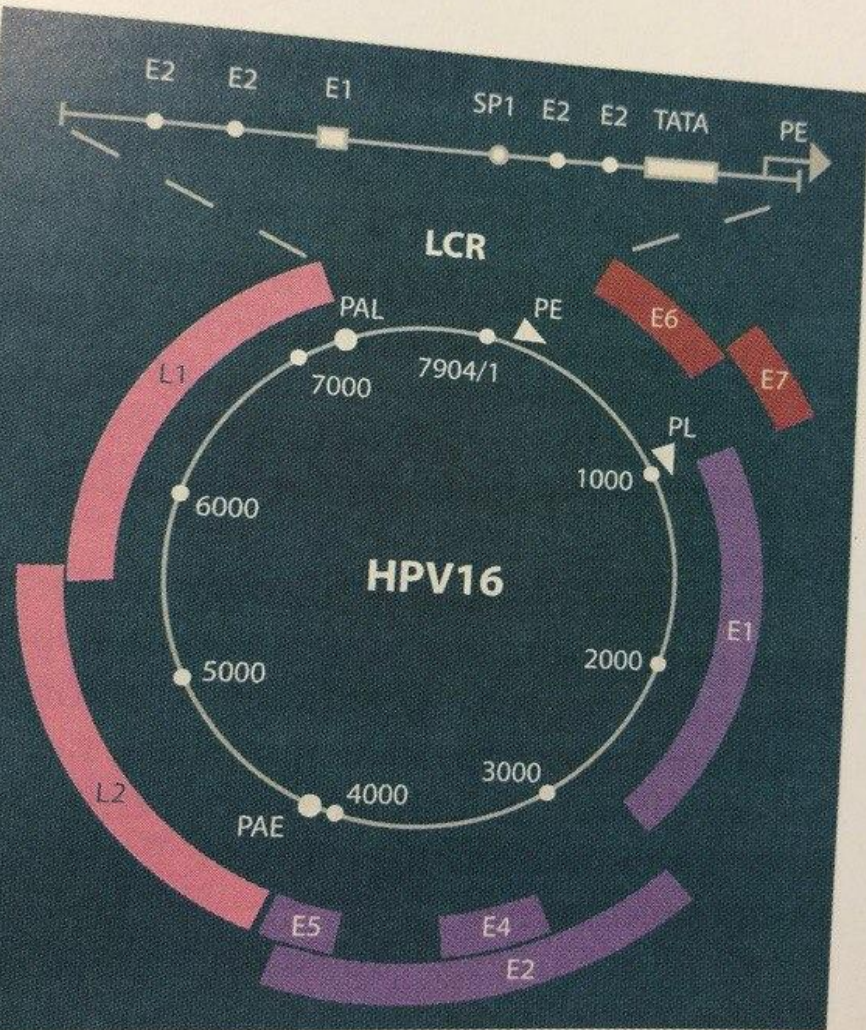 E2 E2 E1 SP1 E2 E2 TATA PE
LCR
PAL PE
7000 7904/1
E6
E7
L1
PL
6000 1000
HPV16
E1
5000 2000
L2
PAE 4000 3000
E5 E4
E2